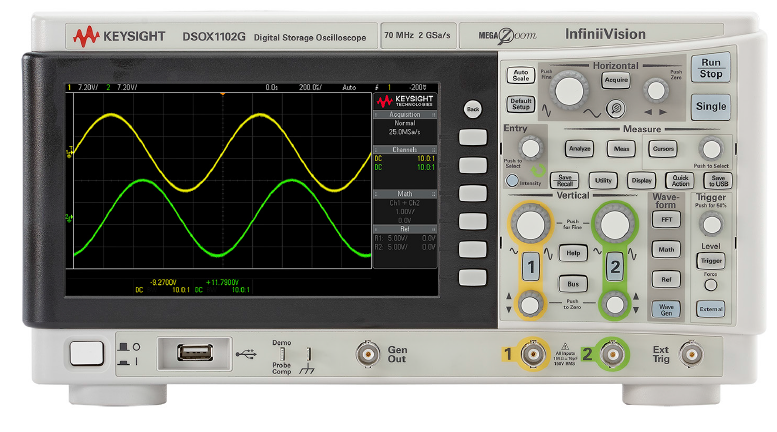 KEYSIGHT DSOX1102G Digital Storage Oscilloscope 70 MHz 2 GSa/s MEGA Zoom InfiniiVision
1 7.20V/ 2 7.20V/ 0.0s 200.0%/ Auto 1 -200%
KEYSIGHT
TECHNOLOGIES
Acquisition
Normal
25.0MSa/s
Channels
DC 10.0:1
DC 10.0:1
Math
Ch1 + Ch2
1.00V/
0.0V
Ref
R1: 5.00V/ 0.0V
R2: 5.00V/ 0.0V
-9.2700V +11.7900V
DC 10.0:1 DC 10.0:1
Back
Horizontal
Run
Stop
Auto
Scale
Push
Fine
Acquire
Push
Zero
Default
Setup
Single
Entry
Measure
Push to
Select
Analyze
Meas
Cursors
Push to Select
Intensity
Save
Recall
Utility
Display
Quick
Action
Save
to USB
Vertical
Wave-
form
Trigger
Push for 50%
Push
for Fine
FFT
Level
Help
Math
Trigger
1
2
Force
Bus
Ref
Push
to Zero
Wave
Gen
External
Demo
Probe
Comp
Gen
Out
1
All Inputs
150V RMS
2
Ext
Trig